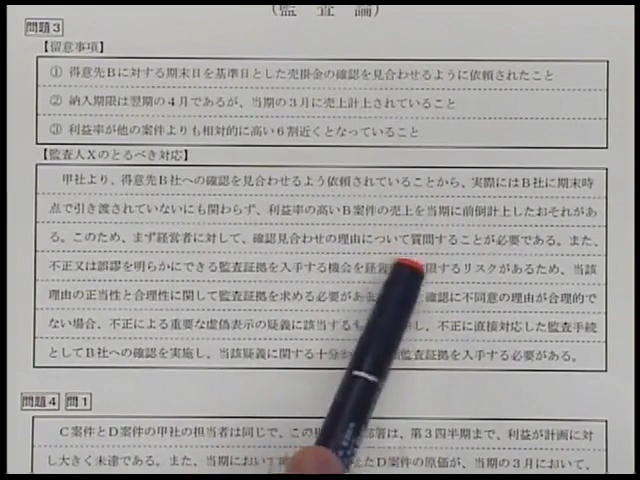 （監 査 論）
問題3
【留意事項】
① 得意先Bに対する期末日を基準日とした売掛金の確認を見合わせるように依頼されたこと
② 納入期限は翌期の4月であるが、当期の3月に売上計上されていること
③ 利益率が他の案件よりも相対的に高い6割近くとなっていること
【監査人Xのとるべき対応】
甲社より、得意先B社への確認を見合わせるよう依頼されていることから、実際にはB社に期末時
点で引き渡されていないにも関わらず、利益率の高いB案件の売上を当期に前倒計上したおそれがあ
る。このため、まず経営者に対して、確認見合わせの理由について質問することが必要である。また、
不正又は誤謬を明らかにできる監査証拠を入手する機会を経営 限するリスクがあるため、当該
理由の正当性と合理性に関して監査証拠を求める必要があ 確認に不同意の理由が合理的で
ない場合、不正による重要な虚偽表示の疑義に該当する し、不正に直接対応した監査手続
としてB社への確認を実施し、当該疑義に関する十分 監査証拠を入手する必要がある。
問題4 問1
C案件とD案件の甲社の担当者は同じで、この 部署は、第3四半期まで、利益が計画に対
し大きく未達である。また、当期におい たD案件の原価が、当期の3月において、